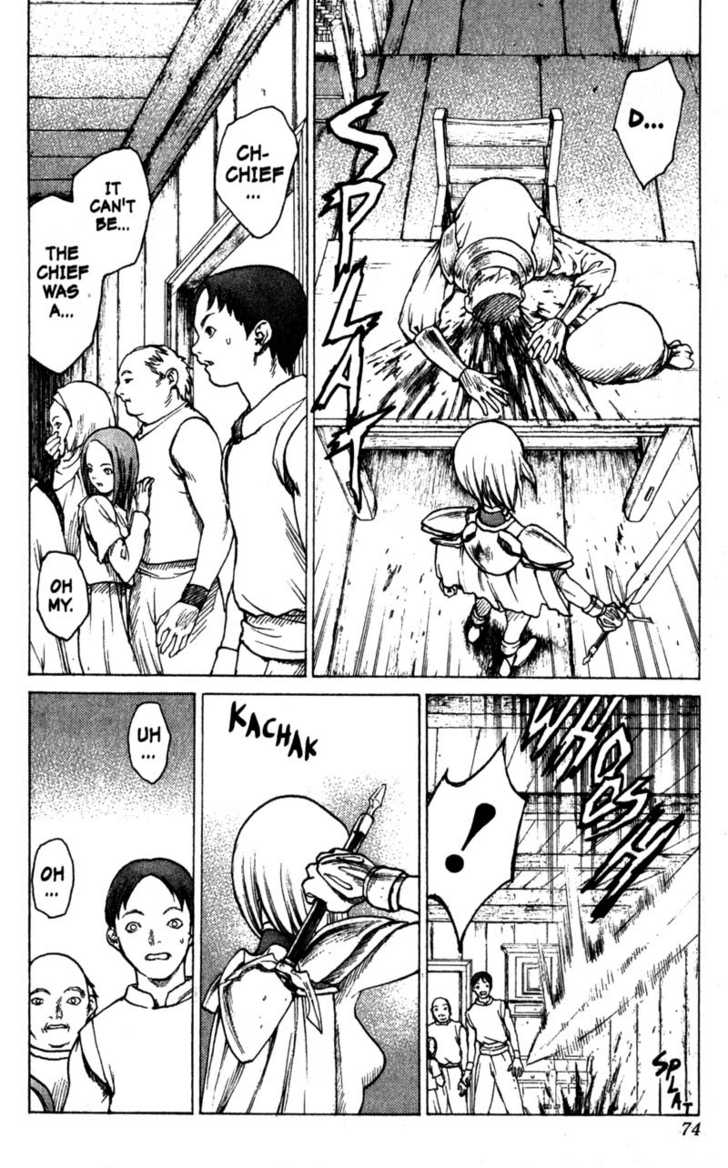 CH-
CHIEF
...
IT
CAN'T
BE...
THE
CHIEF
WAS
A...
OH
MY.
D...
SPLAT
UH
...
OH
...
KACHAK
!
WHOOSH
SPLAT
74